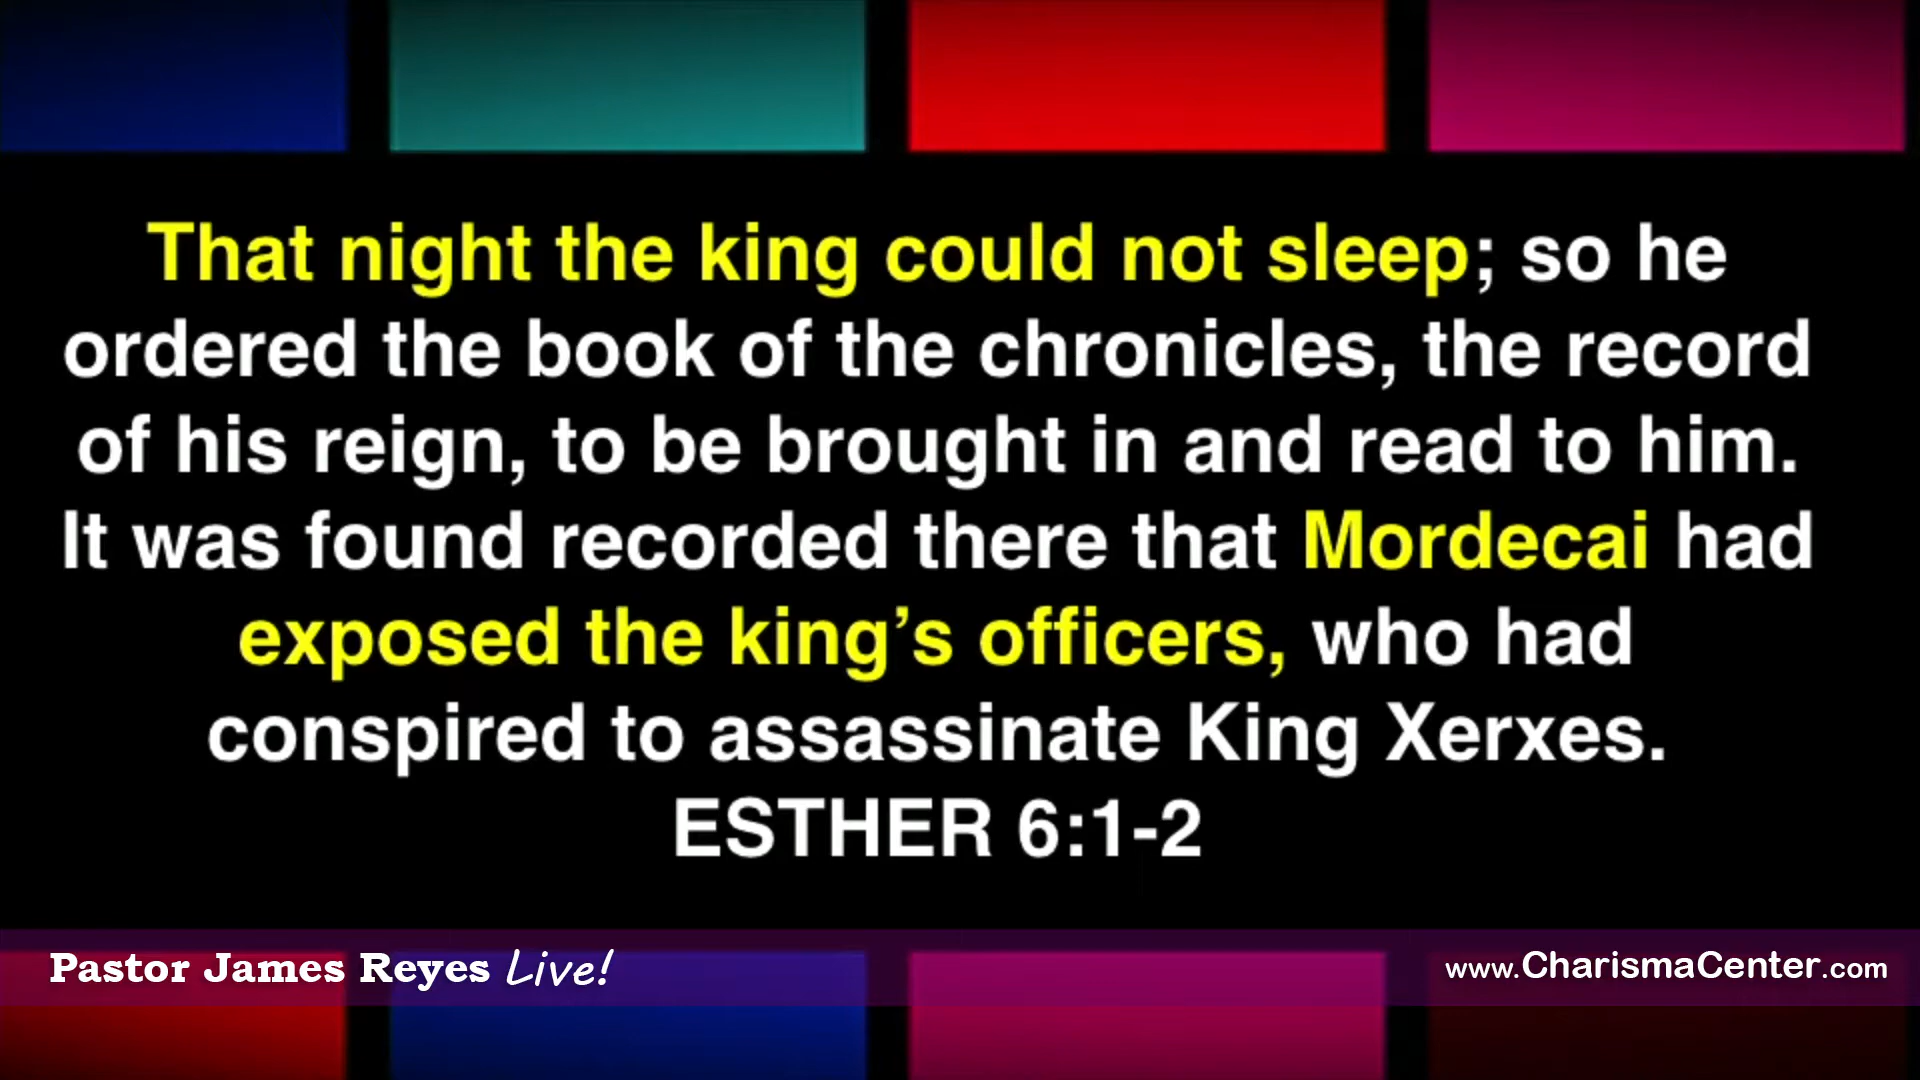 That night the king could not sleep; so he
ordered the book of the chronicles, the record
of his reign, to be brought in and read to him.
It was found recorded there that Mordecai had
exposed the king’s officers, who had
conspired to assassinate King Xerxes.
ESTHER 6:1-2
Pastor James Reyes Live!
www.CharismaCenter.com